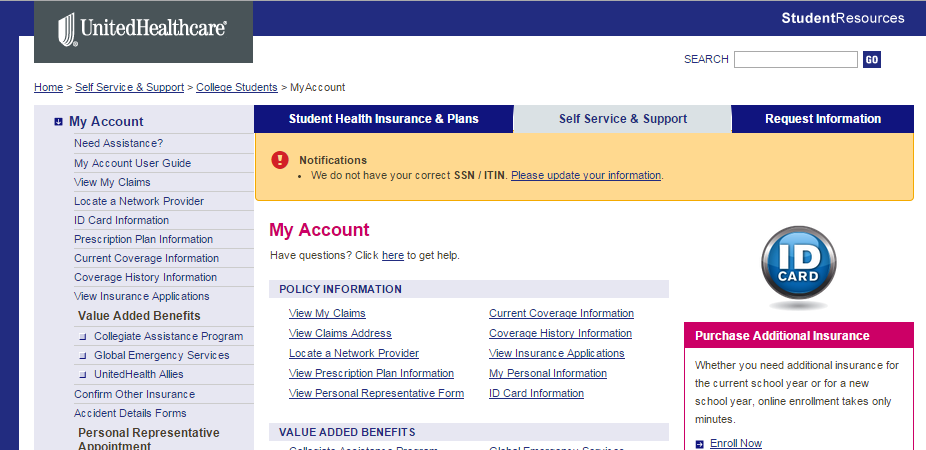 UnitedHealthcare®
StudentResources
SEARCH
GO
Home > Self Service & Support > College Students > MyAccount
My Account
Need Assistance?
My Account User Guide
View My Claims
Locate a Network Provider
ID Card Information
Prescription Plan Information
Current Coverage Information
Coverage History Information
View Insurance Applications
Value Added Benefits
Collegiate Assistance Program
Global Emergency Services
UnitedHealth Allies
Confirm Other Insurance
Accident Details Forms
Personal Representative
Appointment
Student Health Insurance & Plans
Self Service & Support
Request Information
Notifications
• We do not have your correct SSN / ITIN. Please update your information.
My Account
Have questions? Click here to get help.
POLICY INFORMATION
View My Claims
View Claims Address
Locate a Network Provider
View Prescription Plan Information
View Personal Representative Form
Current Coverage Information
Coverage History Information
View Insurance Applications
My Personal Information
ID Card Information
VALUE ADDED BENEFITS
Collegiate Assistance Program
Global Emergency Services
ID
CARD
Purchase Additional Insurance
Whether you need additional insurance for
the current school year or for a new
school year, online enrollment takes only
minutes.
Enroll Now